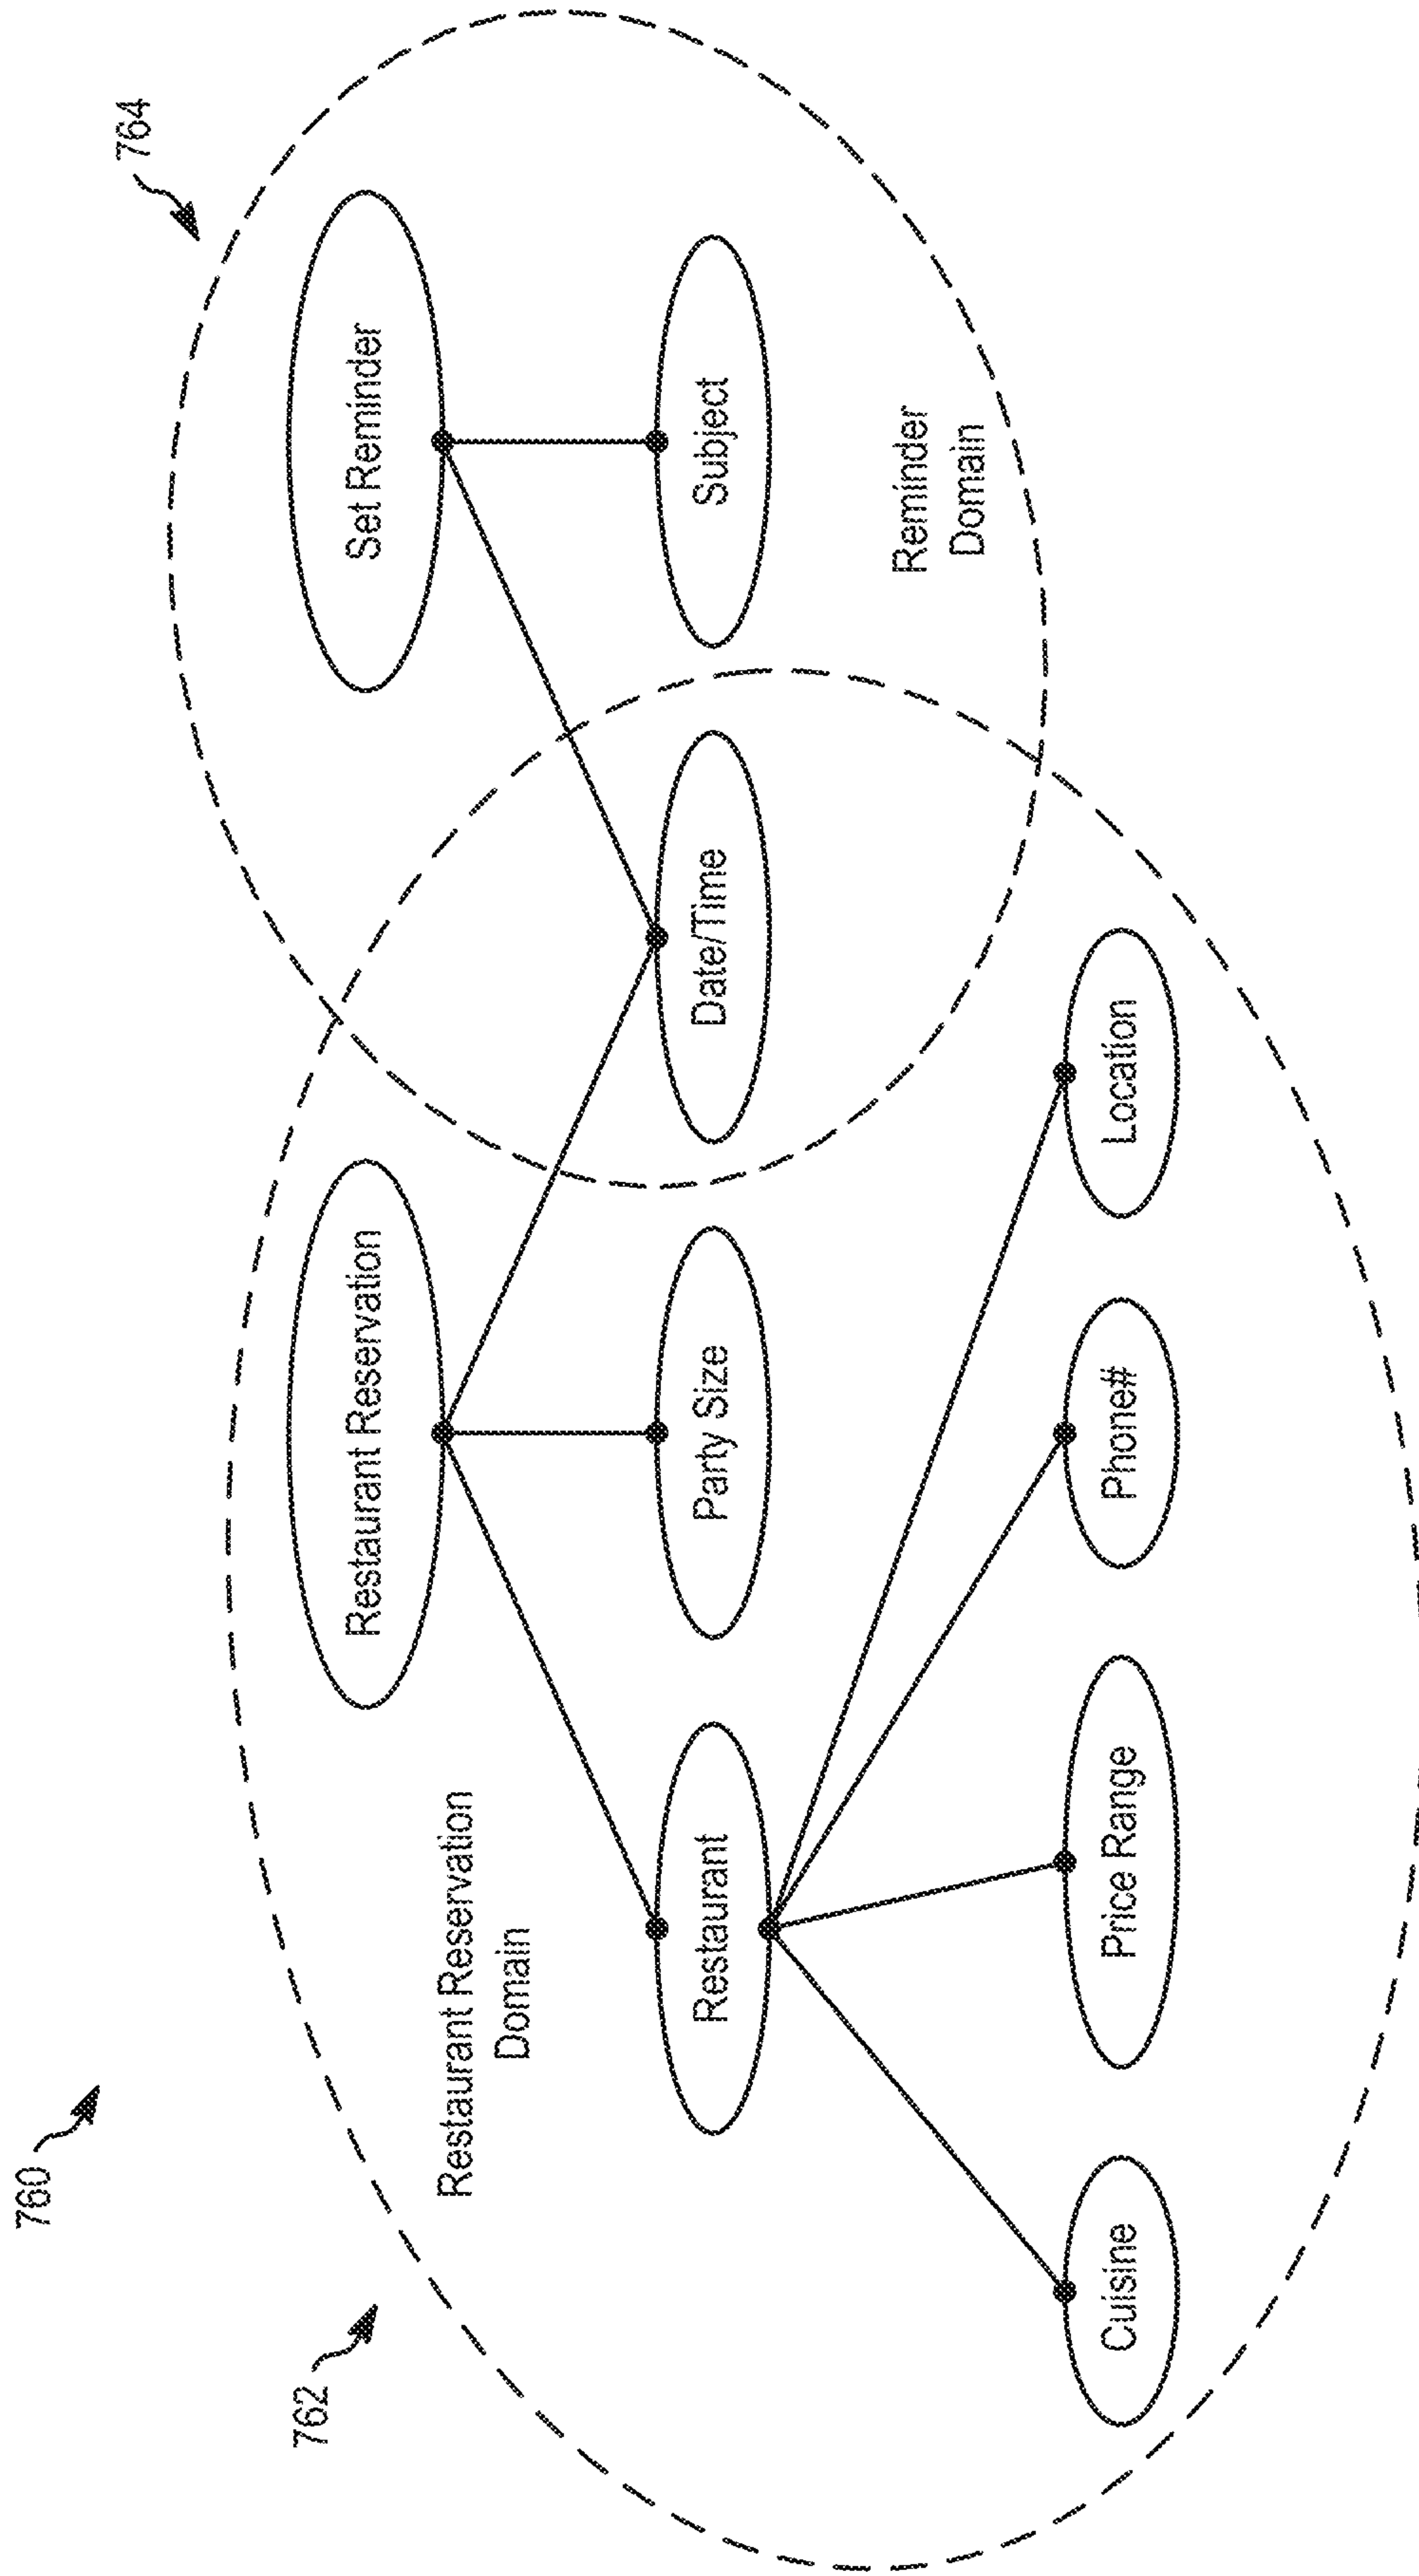 760
762
764
Restaurant Reservation
Set Reminder
Restaurant Reservation
Domain
Restaurant
Party Size
Date/Time
Subject
Reminder
Domain
Cuisine
Price Range
Phone#
Location